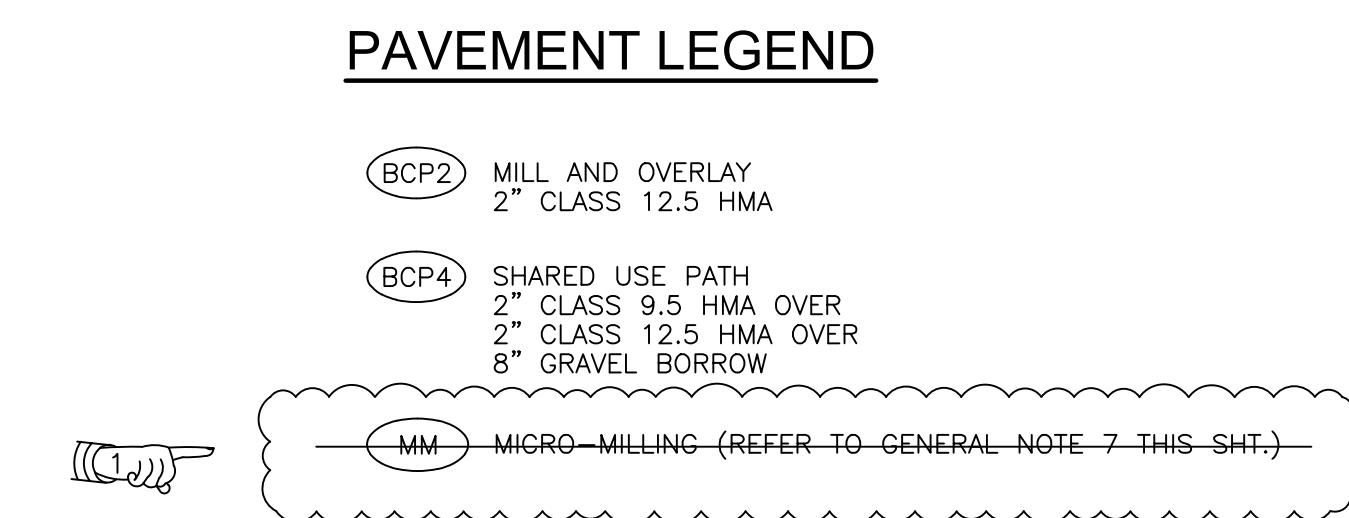 PAVEMENT LEGEND
BCP2 MILL AND OVERLAY
2” CLASS 12.5 HMA
BCP4 SHARED USE PATH
2” CLASS 9.5 HMA OVER
2” CLASS 12.5 HMA OVER
8” GRAVEL BORROW
1 MM MICRO-MILLING (REFER TO GENERAL NOTE 7 THIS SHT.)